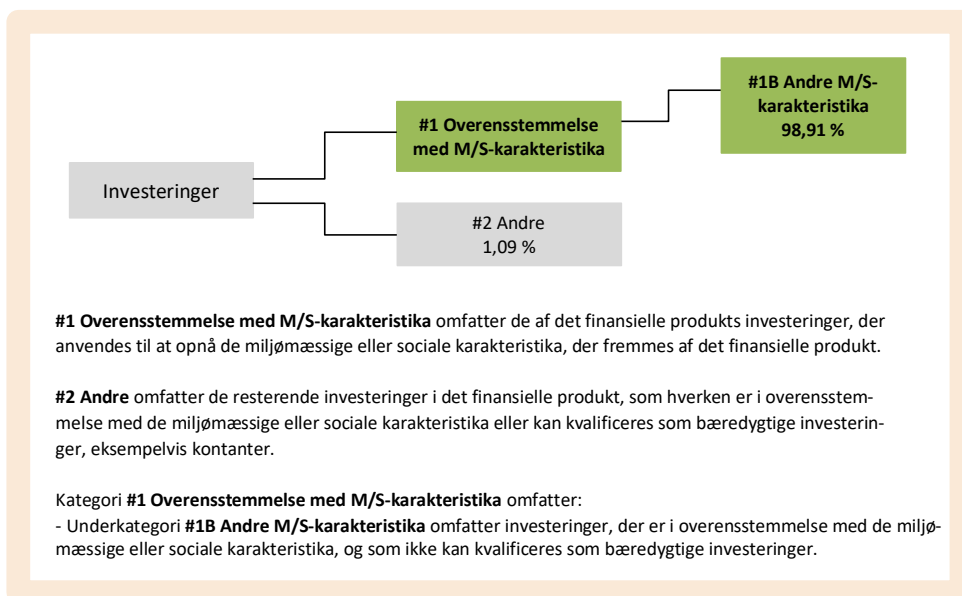 #1B Andre M/S-
karakteristika
98,91 %
#1 Overensstemmelse
med M/S-karakteristika
Investeringer
#2 Andre
1,09 %
#1 Overensstemmelse med M/S-karakteristika omfatter de af det finansielle produkts investeringer, der
anvendes til at opnå de miljømæssige eller sociale karakteristika, der fremmes af det finansielle produkt.
#2 Andre omfatter de resterende investeringer i det finansielle produkt, som hverken er i overensstem-
melse med de miljømæssige eller sociale karakteristika eller kan kvalificeres som bæredygtige investerin-
ger, eksempelvis kontanter.
Kategori #1 Overensstemmelse med M/S-karakteristika omfatter:
- Underkategori #1B Andre M/S-karakteristika omfatter investeringer, der er i overensstemmelse med de miljø-
mæssige eller sociale karakteristika, og som ikke kan kvalificeres som bæredygtige investeringer.